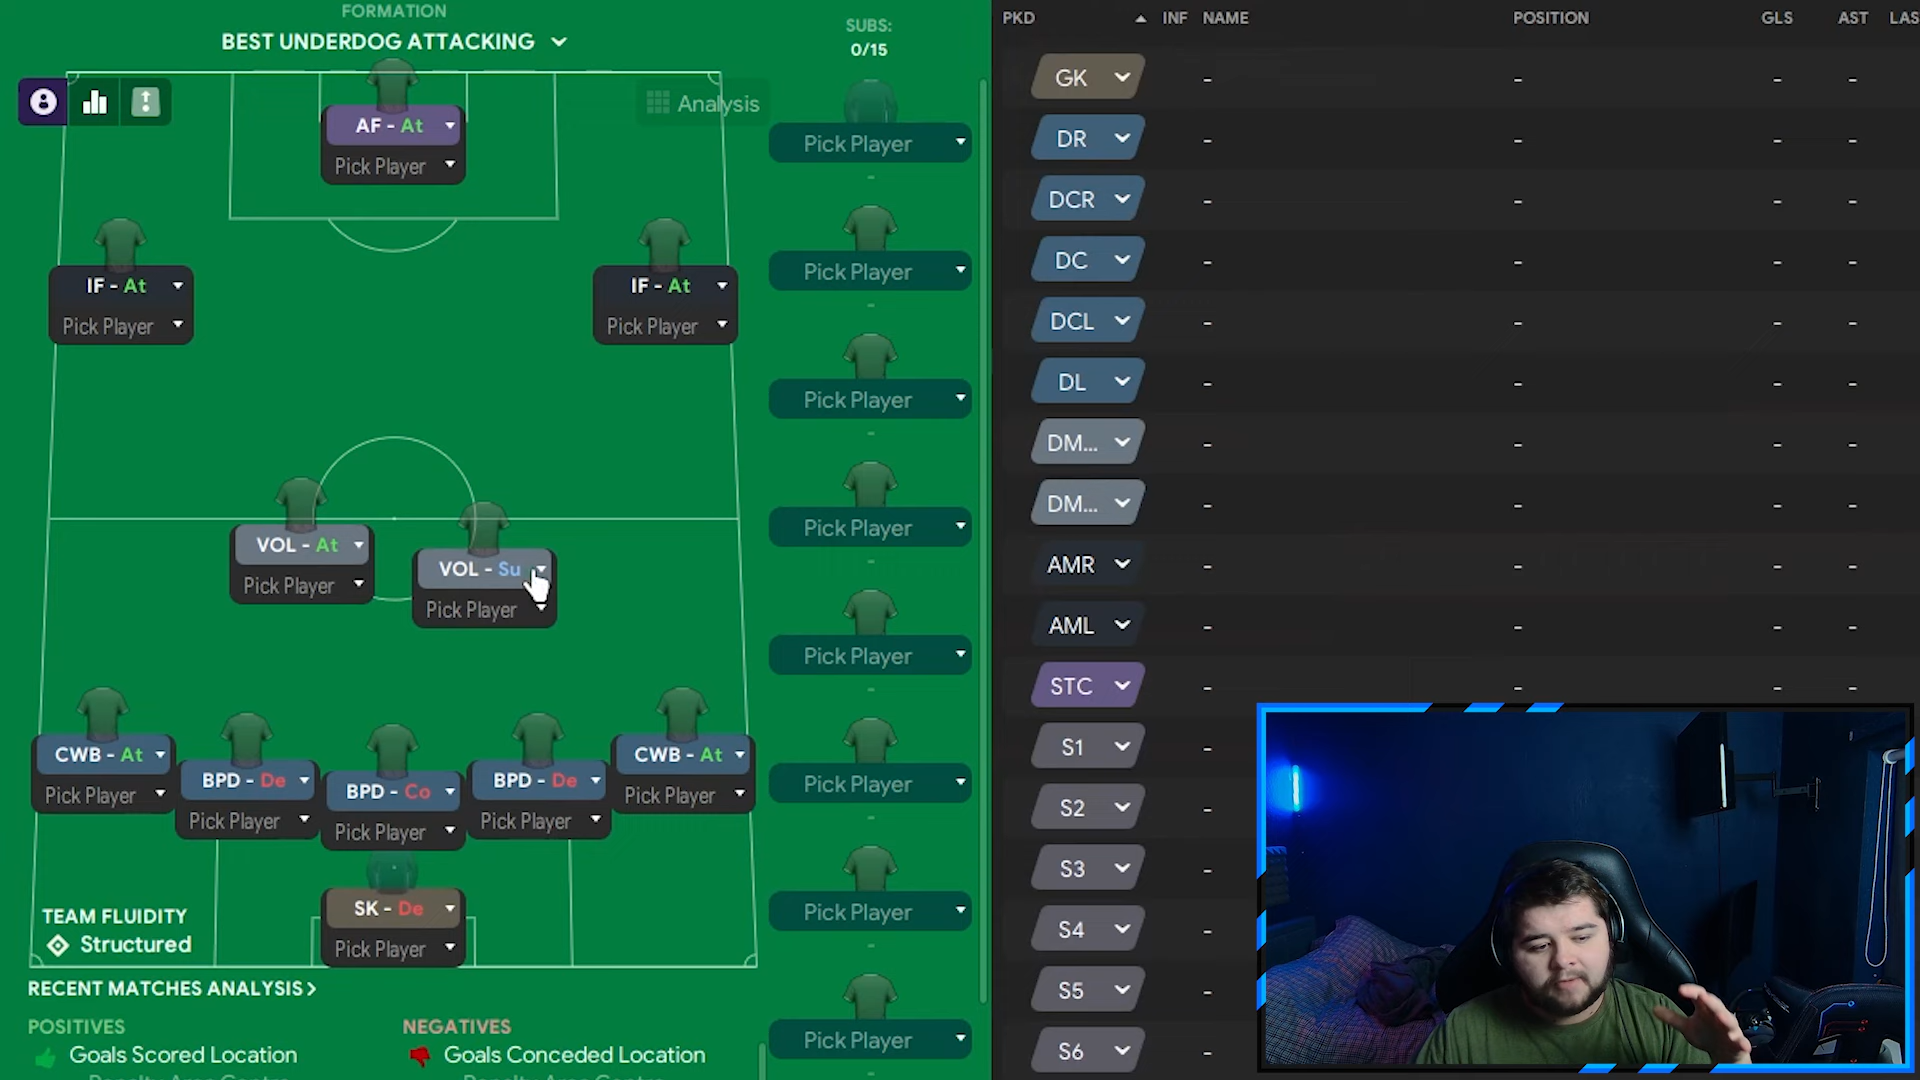 FORMATION
BEST UNDERDOG ATTACKING
SUBS:
0/15
Analysis
AF - At
Pick Player
IF - At
Pick Player
IF - At
Pick Player
VOL - At
Pick Player
VOL - Su
Pick Player
CWB - At
Pick Player
BPD - De
Pick Player
BPD - Co
Pick Player
BPD - De
Pick Player
CWB - At
Pick Player
SK - De
Pick Player
TEAM FLUIDITY
Structured
RECENT MATCHES ANALYSIS >
POSITIVES
Goals Scored Location
NEGATIVES
Goals Conceded Location
Pick Player
-
Pick Player
-
Pick Player
-
Pick Player
-
Pick Player
-
Pick Player
-
Pick Player
-
Pick Player
PKD INF NAME POSITION GLS AST LAS
GK - - - -
DR - - - -
DCR - - - -
DC - - - -
DCL - - - -
DL - - - -
DM... - - - -
DM... - - - -
AMR - - - -
AML - - - -
STC - - - -
S1 -
S2 -
S3 -
S4 -
S5 -
S6 -